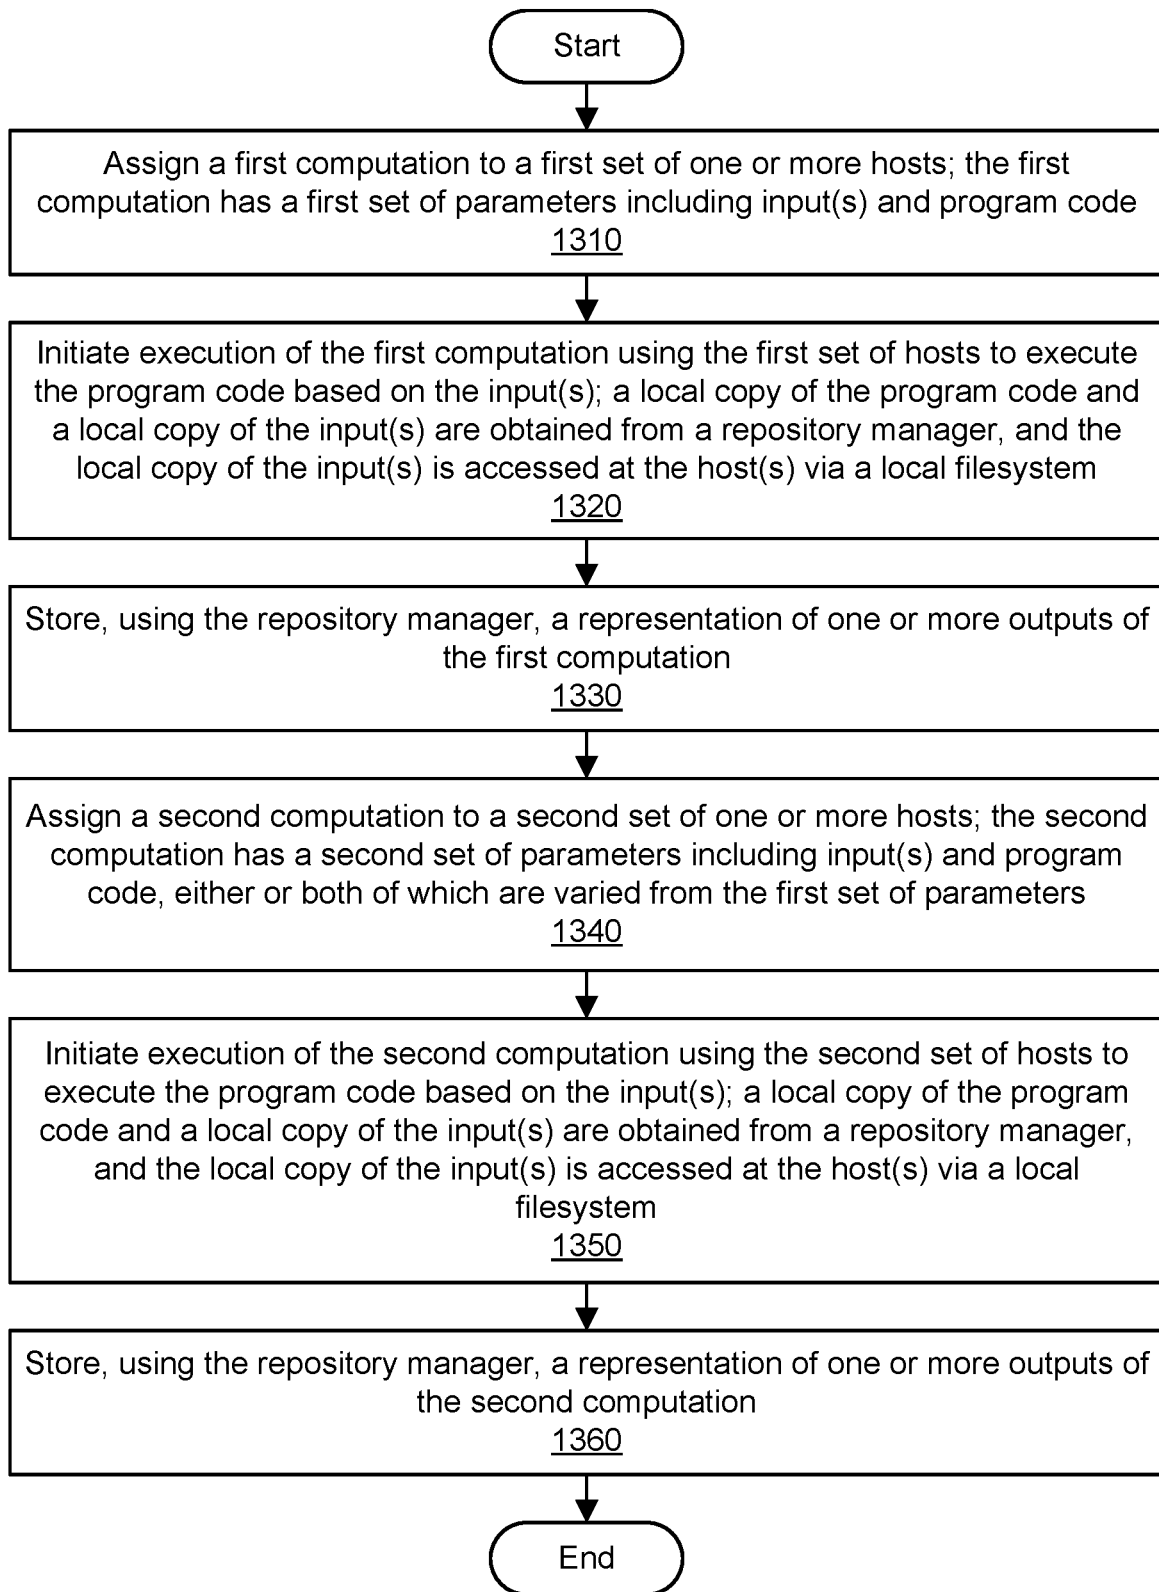 Start
Assign a first computation to a first set of one or more hosts; the first
computation has a first set of parameters including input(s) and program code
1310
Initiate execution of the first computation using the first set of hosts to execute
the program code based on the input(s); a local copy of the program code and
a local copy of the input(s) are obtained from a repository manager, and the
local copy of the input(s) is accessed at the host(s) via a local filesystem
1320
Store, using the repository manager, a representation of one or more outputs of
the first computation
1330
Assign a second computation to a second set of one or more hosts; the second
computation has a second set of parameters including input(s) and program
code, either or both of which are varied from the first set of parameters
1340
Initiate execution of the second computation using the second set of hosts to
execute the program code based on the input(s); a local copy of the program
code and a local copy of the input(s) are obtained from a repository manager,
and the local copy of the input(s) is accessed at the host(s) via a local
filesystem
1350
Store, using the repository manager, a representation of one or more outputs of
the second computation
1360
End